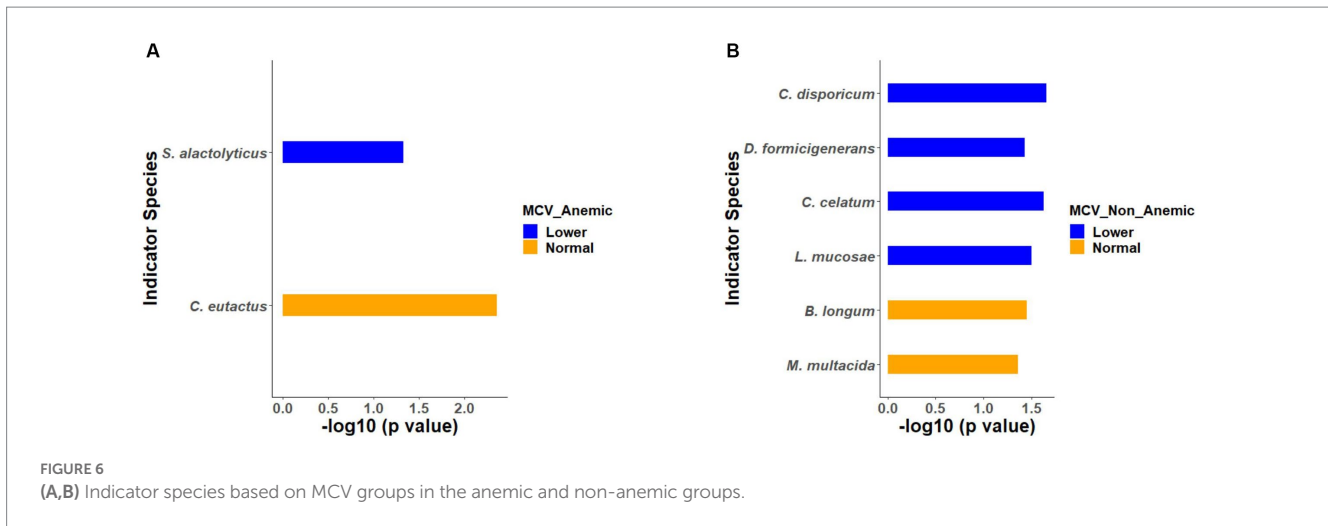 A
Indicator Species
S. alactolyticus
C. eutactus
0.0 0.5 1.0 1.5 2.0
-log10 (p value)
MCV_Anemic
Lower
Normal
B
Indicator Species
C. disporicum
D. formicigenerans
C. celatum
L. mucosae
B. longum
M. multacida
0.0 0.5 1.0 1.5
-log10 (p value)
MCV_Non_Anemic
Lower
Normal
FIGURE 6
(A,B) Indicator species based on MCV groups in the anemic and non-anemic groups.